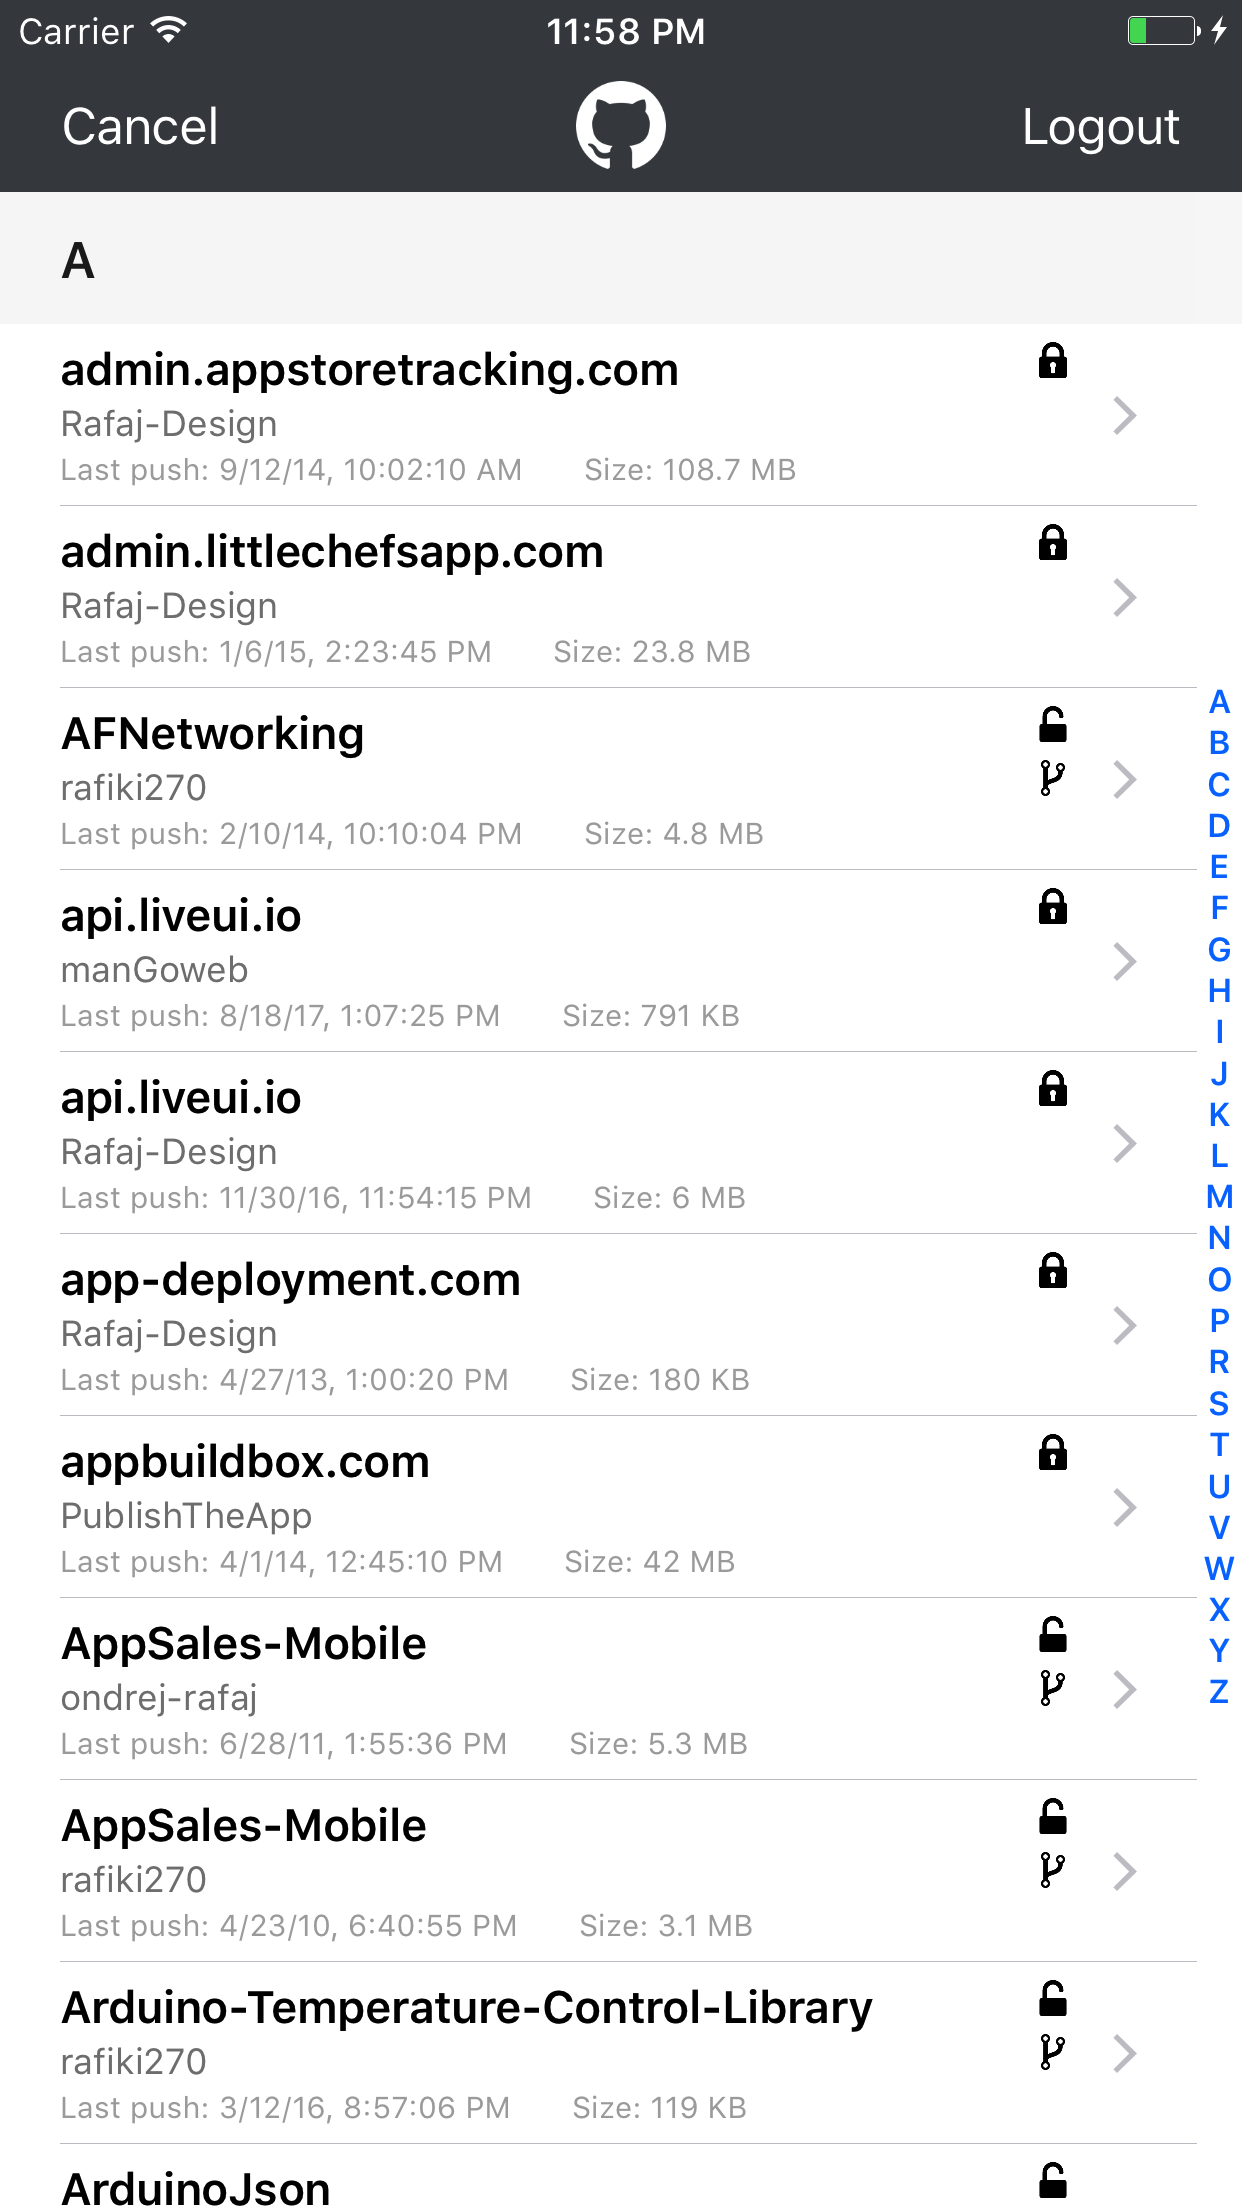 Carrier 11:58 PM
Cancel Logout
A
admin.appstoretracking.com
Rafaj-Design
Last push: 9/12/14, 10:02:10 AM Size: 108.7 MB
admin.littlechefsapp.com
Rafaj-Design
Last push: 1/6/15, 2:23:45 PM Size: 23.8 MB
AFNetworking
rafiki270
Last push: 2/10/14, 10:10:04 PM Size: 4.8 MB
api.liveui.io
manGoweb
Last push: 8/18/17, 1:07:25 PM Size: 791 KB
api.liveui.io
Rafaj-Design
Last push: 11/30/16, 11:54:15 PM Size: 6 MB
app-deployment.com
Rafaj-Design
Last push: 4/27/13, 1:00:20 PM Size: 180 KB
appbuildbox.com
PublishTheApp
Last push: 4/1/14, 12:45:10 PM Size: 42 MB
AppSales-Mobile
ondrej-rafaj
Last push: 6/28/11, 1:55:36 PM Size: 5.3 MB
AppSales-Mobile
rafiki270
Last push: 4/23/10, 6:40:55 PM Size: 3.1 MB
Arduino-Temperature-Control-Library
rafiki270
Last push: 3/12/16, 8:57:06 PM Size: 119 KB
ArduinoJson
A
B
C
D
E
F
G
H
I
J
K
L
M
N
O
P
R
S
T
U
V
W
X
Y
Z